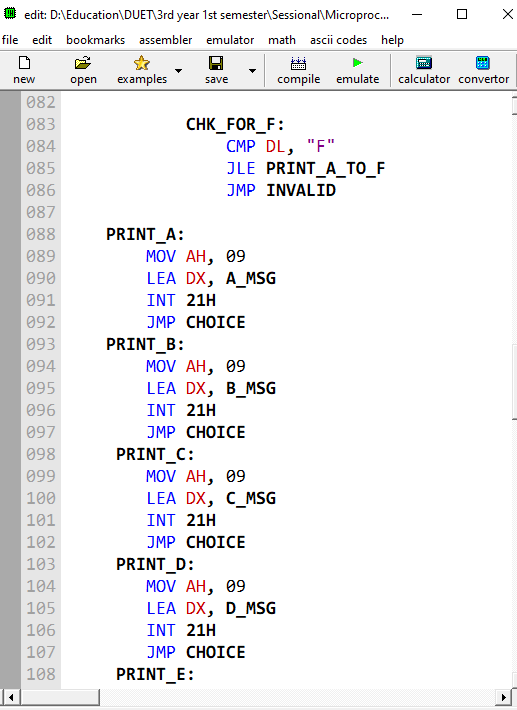 edit: D:\Education\DUET\3rd year 1st semester\Sessional\Microproc...
file edit bookmarks assembler emulator math ascii codes help
new open examples save compile emulate calculator convertor
082
083 CHK_FOR_F:
084 CMP DL, "F"
085 JLE PRINT_A_TO_F
086 JMP INVALID
087
088 PRINT_A:
089 MOV AH, 09
090 LEA DX, A_MSG
091 INT 21H
092 JMP CHOICE
093 PRINT_B:
094 MOV AH, 09
095 LEA DX, B_MSG
096 INT 21H
097 JMP CHOICE
098 PRINT_C:
099 MOV AH, 09
100 LEA DX, C_MSG
101 INT 21H
102 JMP CHOICE
103 PRINT_D:
104 MOV AH, 09
105 LEA DX, D_MSG
106 INT 21H
107 JMP CHOICE
108 PRINT_E: